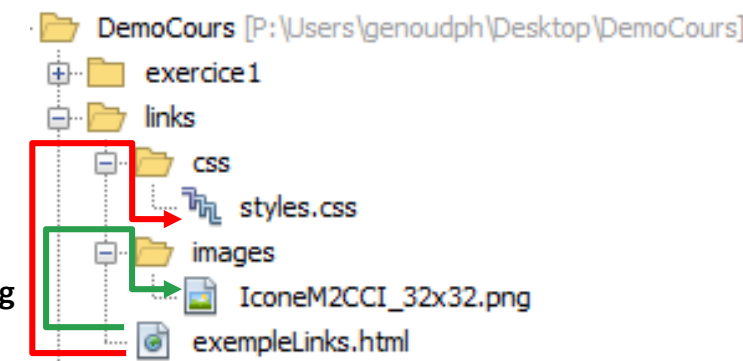 DemoCours [P:\Users\genoudph\Desktop\DemoCours]
exercice1
links
css
styles.css
images
g
IconeM2CCI_32x32.png
exempleLinks.html